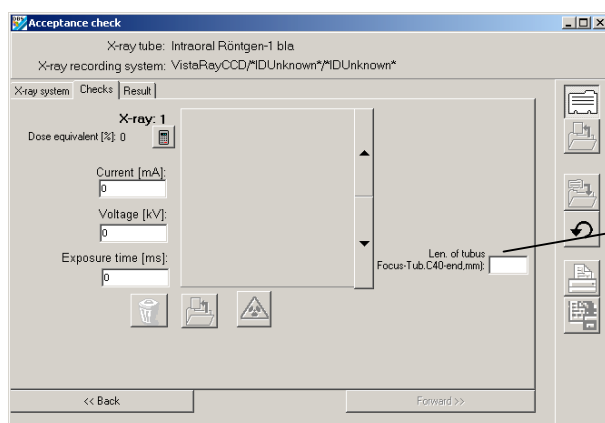 Acceptance check
X-ray tube: Intraoral Röntgen-1 bla
X-ray recording system: VistaRayCCD/*IDUnknown*/*IDUnknown*
X-ray system Checks Result
X-ray: 1
Dose equivalent [%]: 0
Current [mA]:
0
Voltage [kV]:
0
Exposure time [ms]:
0
Len. of tubus
Focus-Tub.C40-end,mm):
<< Back Forward >>